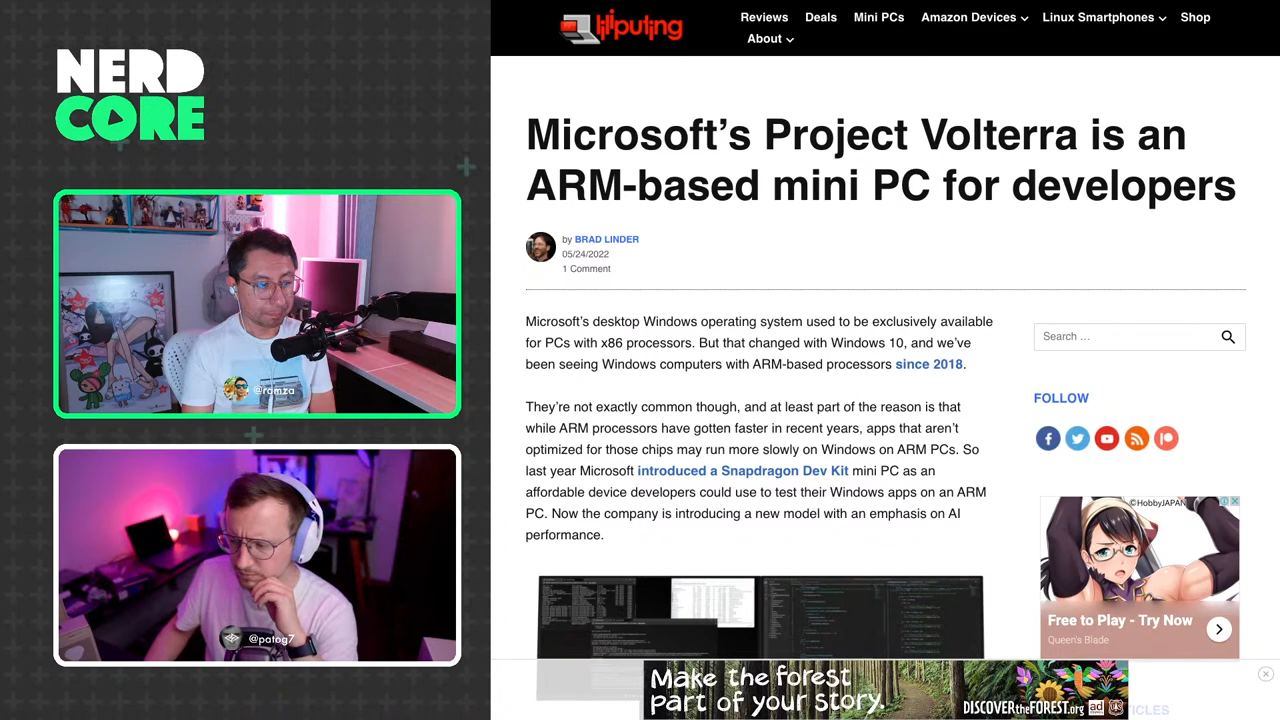 NERD
CORE
@romza
@patog7
liliputing
Reviews
Deals
Mini PCs
Amazon Devices
Linux Smartphones
Shop
About
Microsoft's Project Volterra is an
ARM-based mini PC for developers
by BRAD LINDER
05/24/2022
1 Comment
Microsoft's desktop Windows operating system used to be exclusively available
for PCs with x86 processors. But that changed with Windows 10, and we've
been seeing Windows computers with ARM-based processors since 2018.
They're not exactly common though, and at least part of the reason is that
while ARM processors have gotten faster in recent years, apps that aren't
optimized for those chips may run more slowly on Windows on ARM PCs. So
last year Microsoft introduced a Snapdragon Dev Kit mini PC as an
affordable device developers could use to test their Windows apps on an ARM
PC. Now the company is introducing a new model with an emphasis on AI
performance.
Search …
FOLLOW
©HobbyJAPAN
Free to Play - Try Now
Queen's Blade
Make the forest
part of your story.
DISCOVERTHEFOREST.org
ad
ICLES